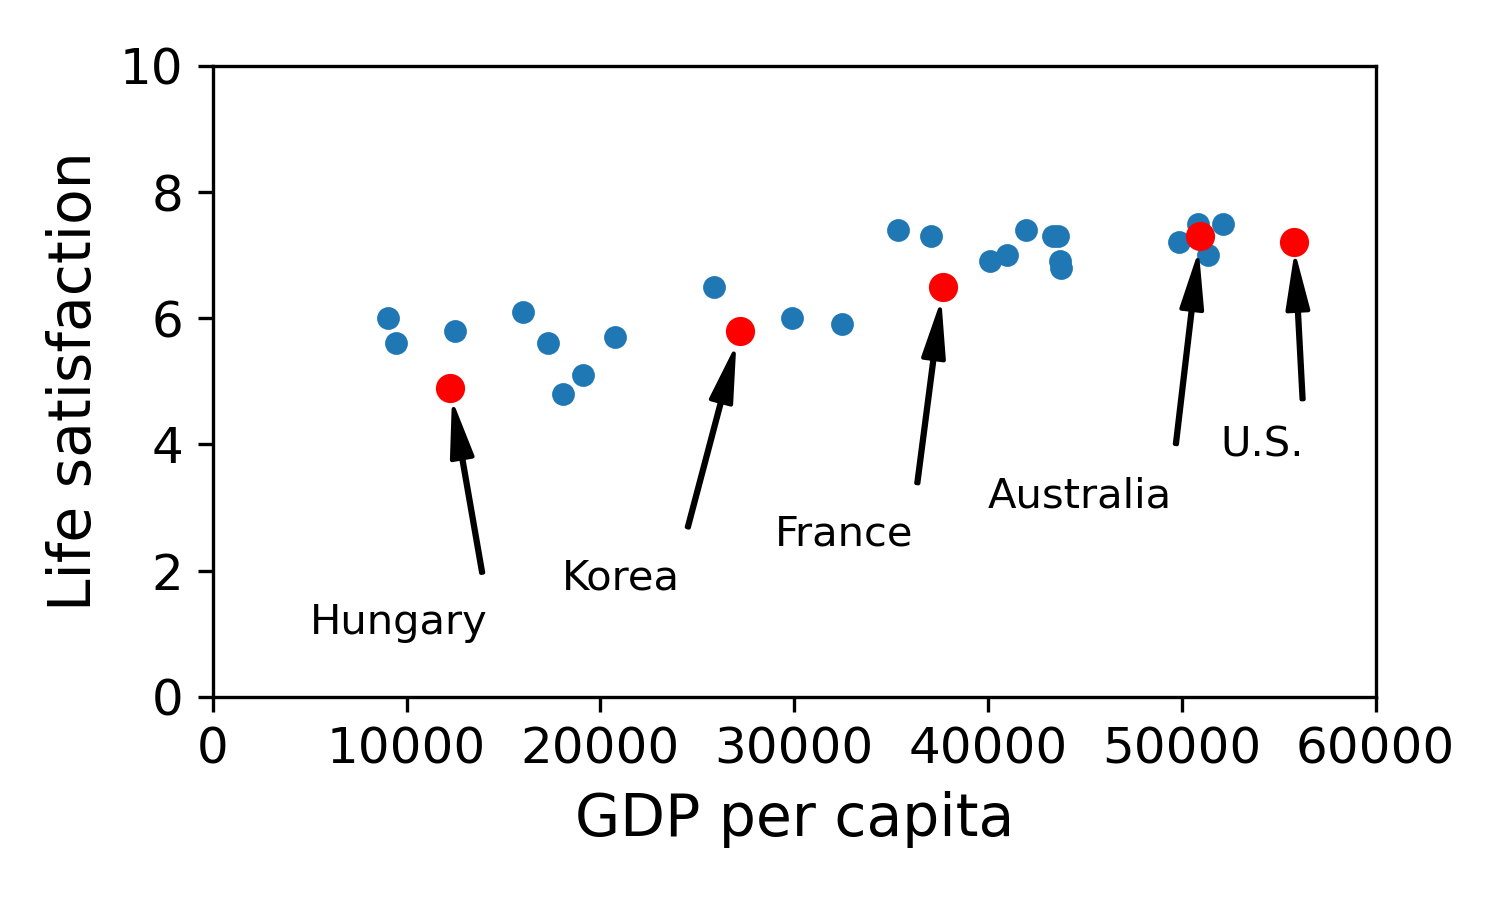 Life satisfaction
10
8
6
4
2
0
U.S.
Australia
France
Korea
Hungary
0 10000 20000 30000 40000 50000 60000
GDP per capita